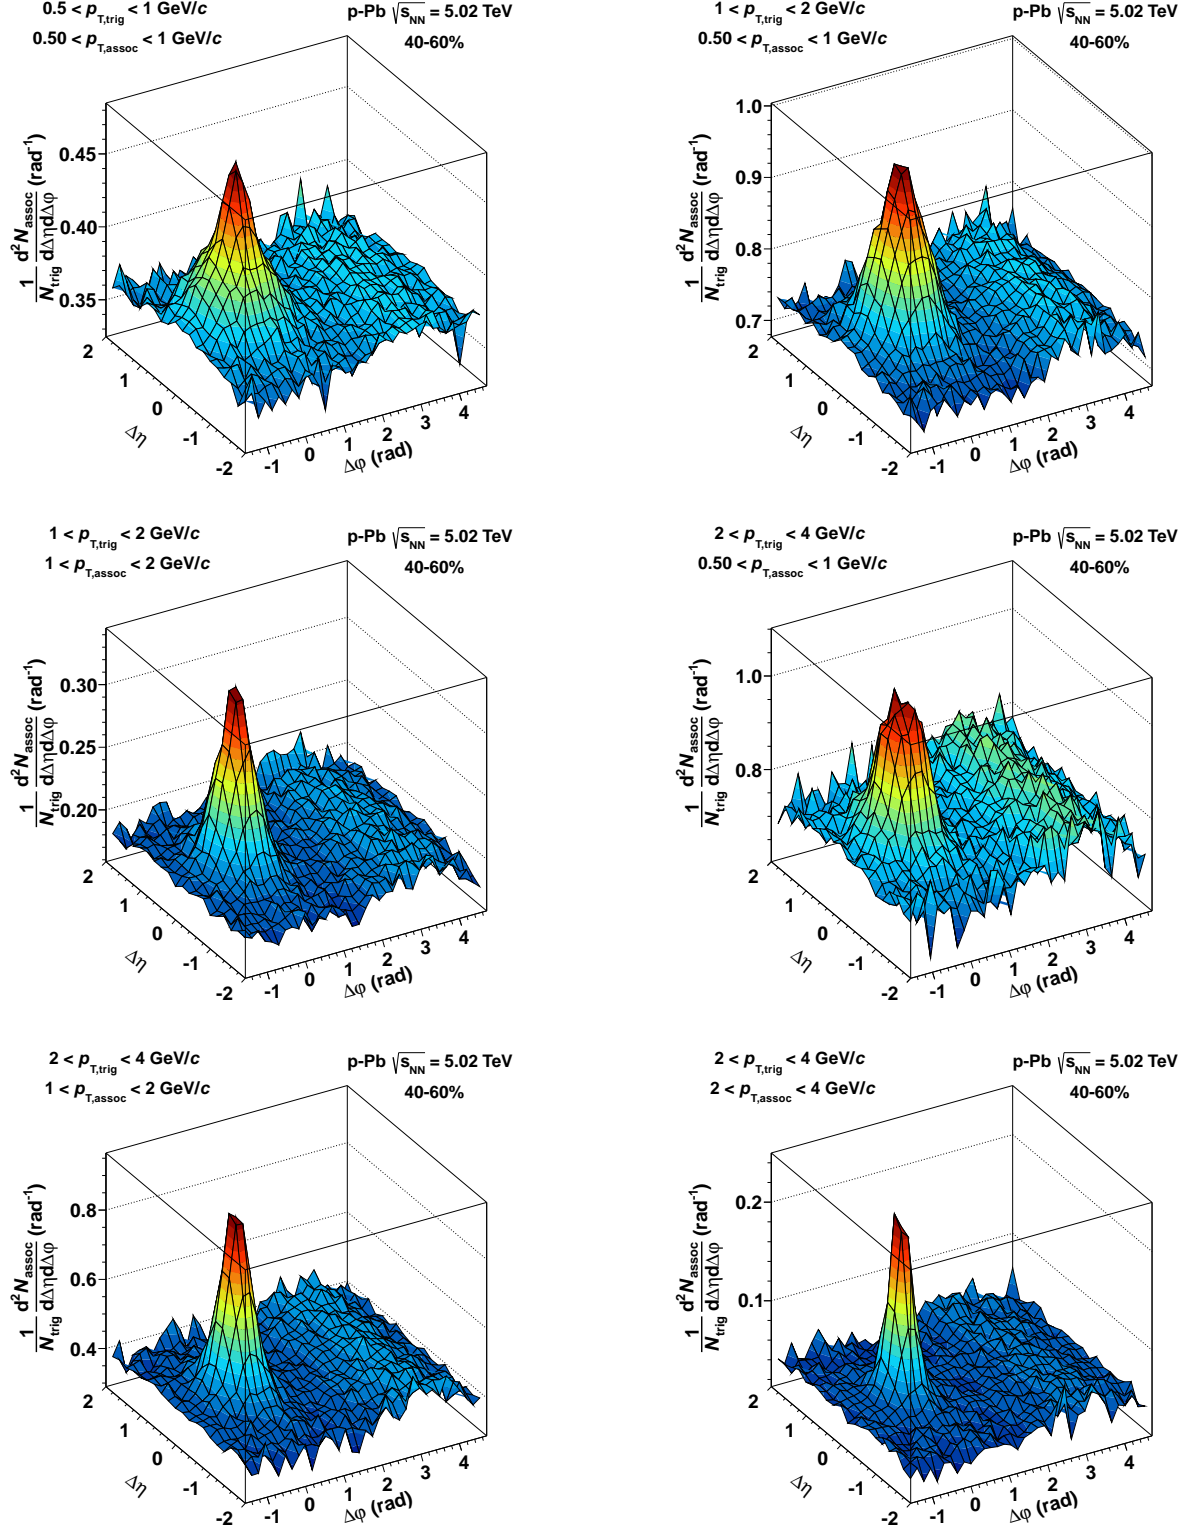 0.5 < p_T,trig < 1 GeV/c
p-Pb √s_NN = 5.02 TeV
0.50 < p_T,assoc < 1 GeV/c
40-60%
1/N_trig d²N_assoc/dΔηdΔφ (rad⁻¹)
0.45
0.40
0.35
2
1
0
-1
-2
Δη
-1
0
1
2
3
4
Δφ (rad)
1 < p_T,trig < 2 GeV/c
p-Pb √s_NN = 5.02 TeV
0.50 < p_T,assoc < 1 GeV/c
40-60%
1/N_trig d²N_assoc/dΔηdΔφ (rad⁻¹)
1.0
0.9
0.8
0.7
2
1
0
-1
-2
Δη
-1
0
1
2
3
4
Δφ (rad)
1 < p_T,trig < 2 GeV/c
p-Pb √s_NN = 5.02 TeV
1 < p_T,assoc < 2 GeV/c
40-60%
1/N_trig d²N_assoc/dΔηdΔφ (rad⁻¹)
0.30
0.25
0.20
2
1
0
-1
-2
Δη
-1
0
1
2
3
4
Δφ (rad)
2 < p_T,trig < 4 GeV/c
p-Pb √s_NN = 5.02 TeV
0.50 < p_T,assoc < 1 GeV/c
40-60%
1/N_trig d²N_assoc/dΔηdΔφ (rad⁻¹)
1.0
0.8
2
1
0
-1
-2
Δη
-1
0
1
2
3
4
Δφ (rad)
2 < p_T,trig < 4 GeV/c
p-Pb √s_NN = 5.02 TeV
1 < p_T,assoc < 2 GeV/c
40-60%
1/N_trig d²N_assoc/dΔηdΔφ (rad⁻¹)
0.8
0.6
0.4
2
1
0
-1
-2
Δη
-1
0
1
2
3
4
Δφ (rad)
2 < p_T,trig < 4 GeV/c
p-Pb √s_NN = 5.02 TeV
2 < p_T,assoc < 4 GeV/c
40-60%
1/N_trig d²N_assoc/dΔηdΔφ (rad⁻¹)
0.2
0.1
2
1
0
-1
-2
Δη
-1
0
1
2
3
4
Δφ (rad)